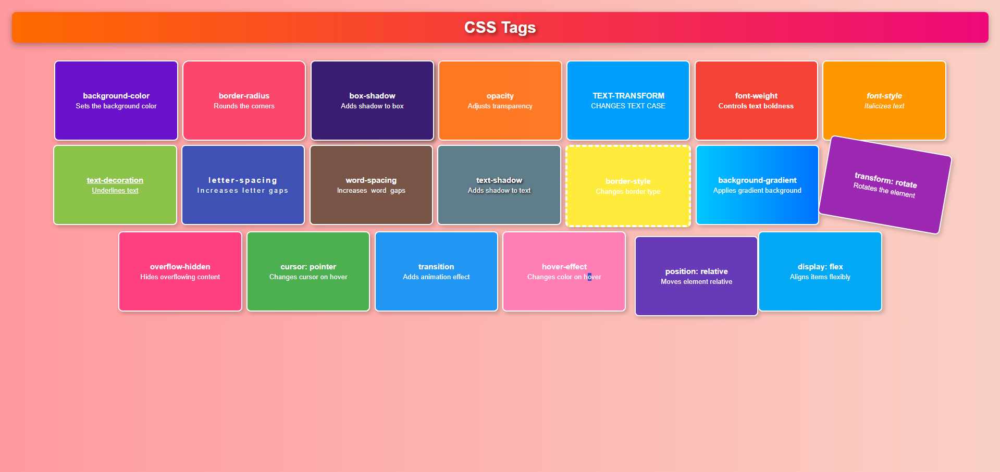 CSS Tags
background-color
Sets the background color
border-radius
Rounds the corners
box-shadow
Adds shadow to box
opacity
Adjusts transparency
TEXT-TRANSFORM
CHANGES TEXT CASE
font-weight
Controls text boldness
font-style
Italicizes text
text-decoration
Underlines text
letter-spacing
Increases letter gaps
word-spacing
Increases word gaps
text-shadow
Adds shadow to text
border-style
Changes border type
background-gradient
Applies gradient background
transform: rotate
Rotates the element
overflow-hidden
Hides overflowing content
cursor: pointer
Changes cursor on hover
transition
Adds animation effect
hover-effect
Changes color on hover
position: relative
Moves element relative
display: flex
Aligns items flexibly